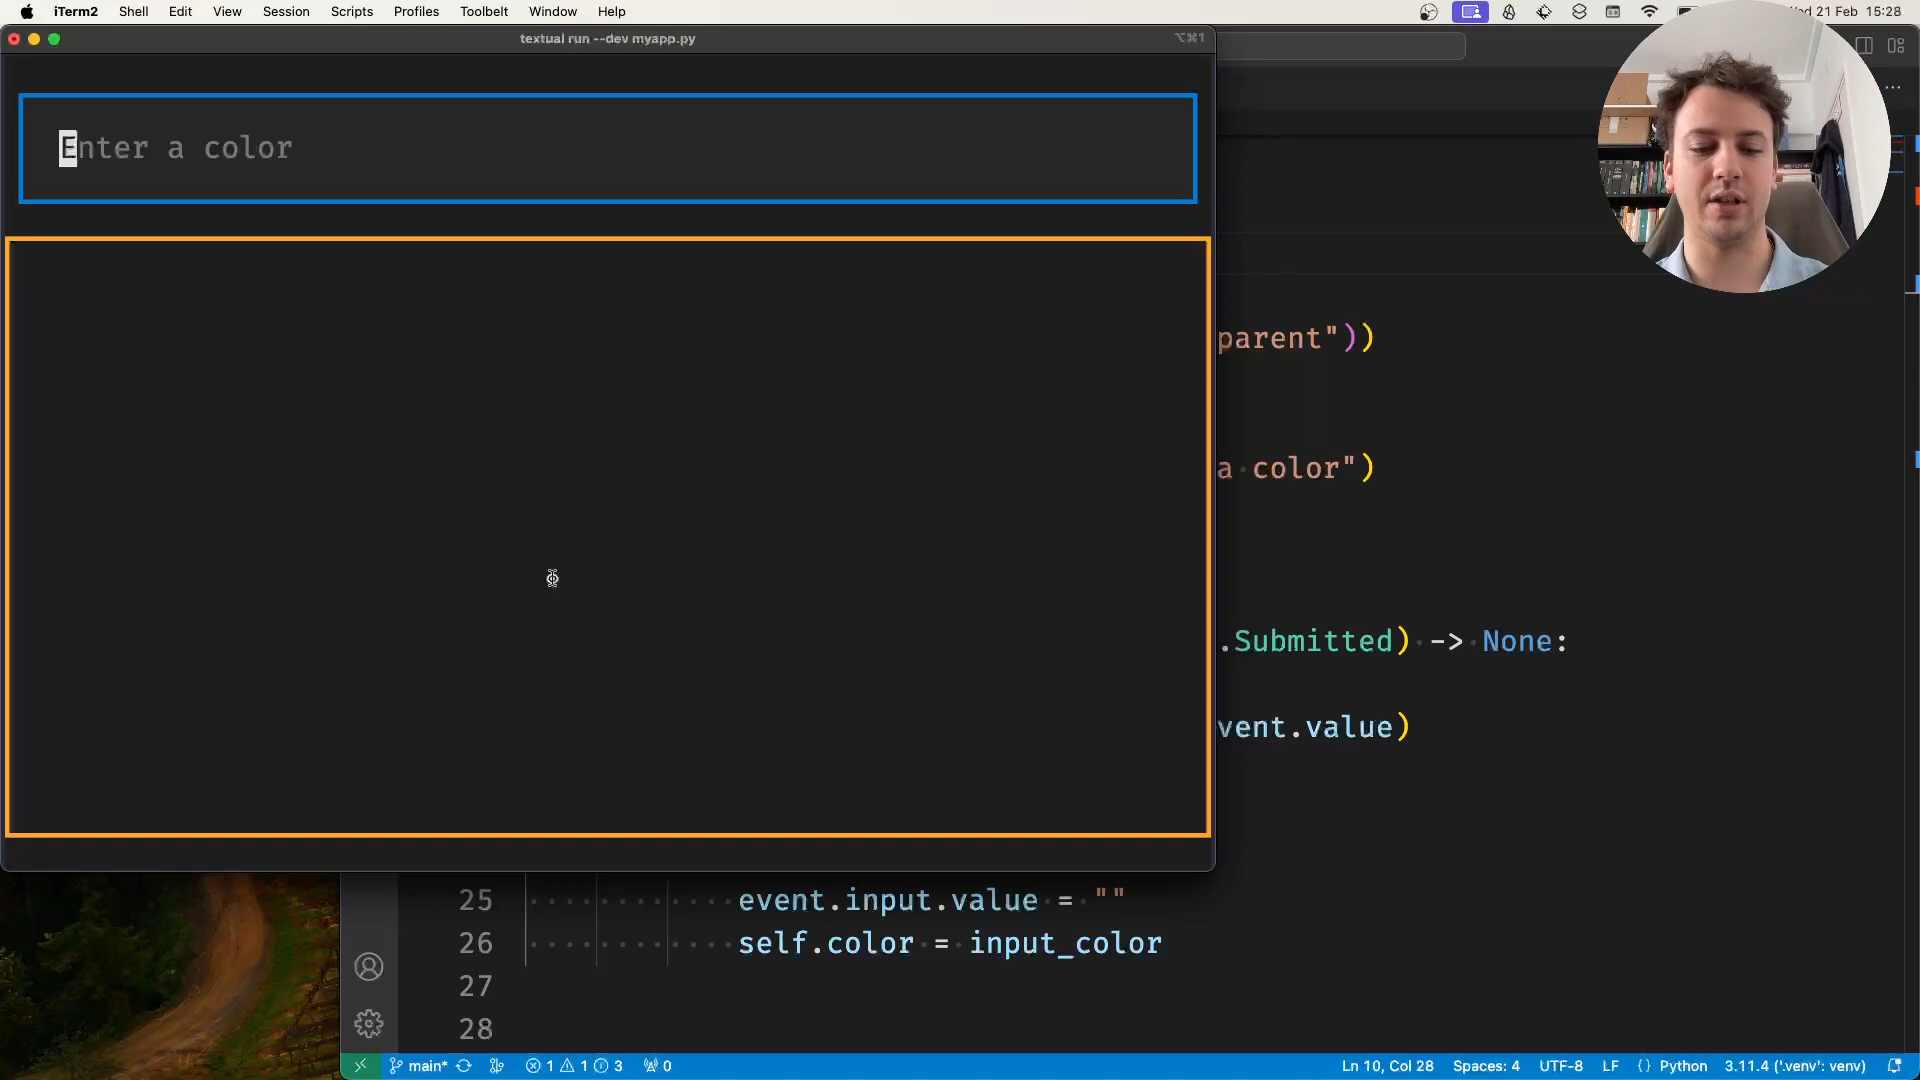 iTerm2 Shell Edit View Session Scripts Profiles Toolbelt Window Help
21 Feb 15:28
textual run --dev myapp.py
⌥⌘1
Enter a color
parent"))
a color")
.Submitted) -> None:
vent.value)
25 event.input.value = ""
26 self.color = input_color
27
28
main* 1 1 3 0
Ln 10, Col 28 Spaces: 4 UTF-8 LF {} Python 3.11.4 ('.venv': venv)